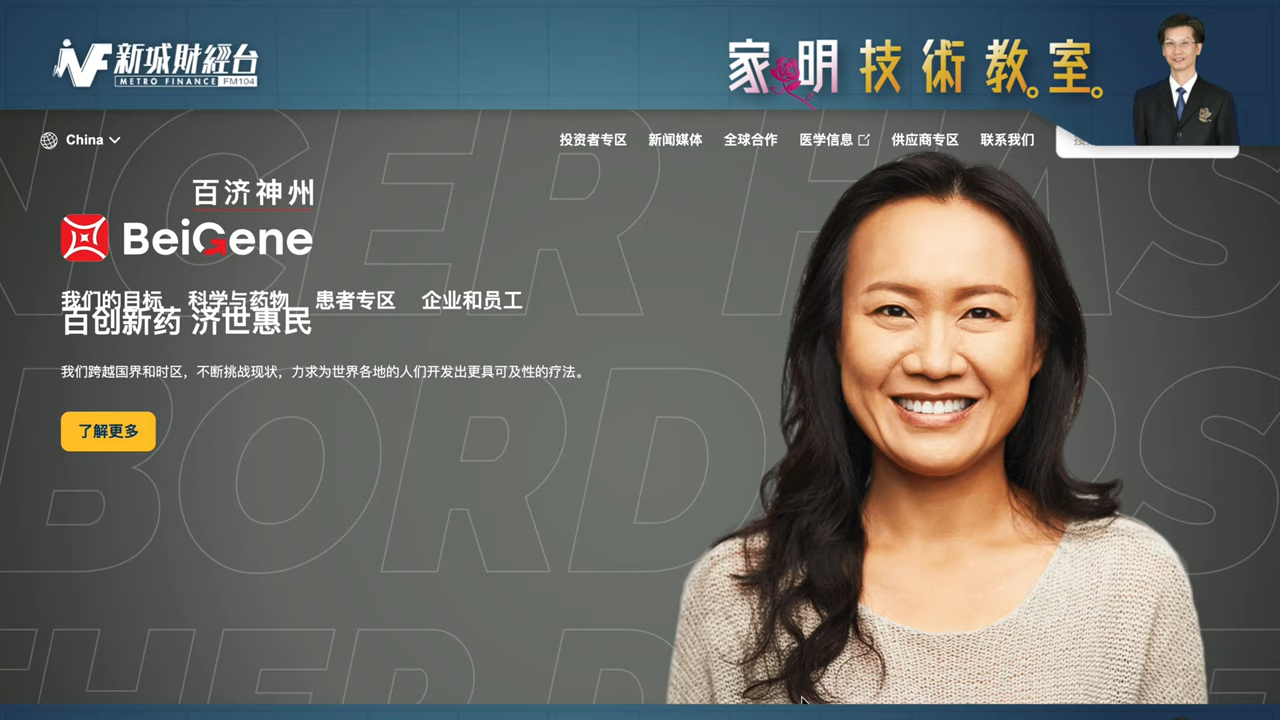 新城財經台
METRO FINANCE FM104
家明技術教室
China
投资者专区 新闻媒体 全球合作 医学信息 供应商专区 联系我们
百济神州
BeiGene
我们的目标 科学与药物 患者专区 企业和员工
百创新药 济世惠民
我们跨越国界和时区，不断挑战现状，力求为世界各地的人们开发出更具可及性的疗法。
了解更多